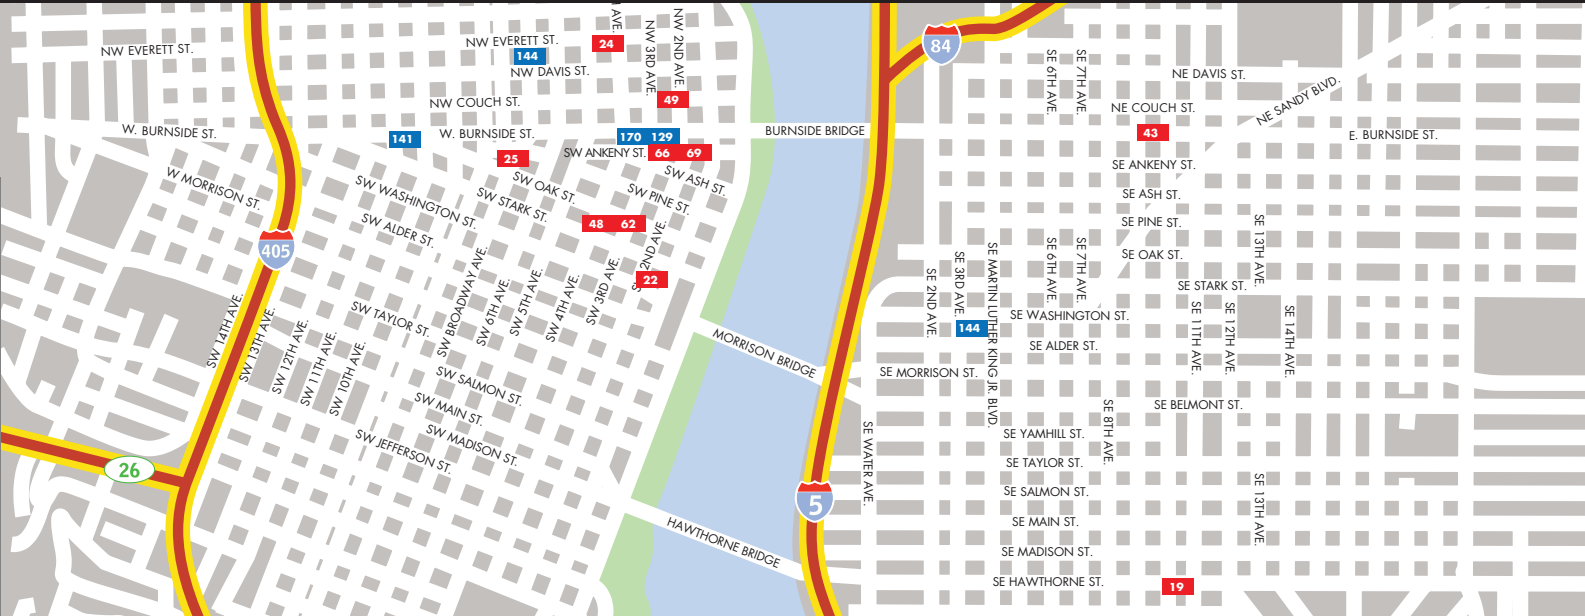 AVE.
NW 3RD AVE.
NW 2ND AVE.
NW EVERETT ST.
NW EVERETT ST.
24
144
84
NW DAVIS ST.
NE DAVIS ST.
SE 6TH AVE.
SE 7TH AVE.
NE SANDY BLVD.
49
NW COUCH ST.
NE COUCH ST.
W. BURNSIDE ST.
141
W. BURNSIDE ST.
170 129
BURNSIDE BRIDGE
43
E. BURNSIDE ST.
25
SW ANKENY ST.
66 69
SE ANKENY ST.
W MORRISON ST.
SW WASHINGTON ST.
SW OAK ST.
SW STARK ST.
SW ASH ST.
SW PINE ST.
SE ASH ST.
SW ALDER ST.
48 62
SE PINE ST.
405
SE OAK ST.
SE 13TH AVE.
22
2ND AVE.
SE 2ND AVE.
SE 3RD AVE.
SE MARTIN LUTHER KING JR. BLVD.
SE 6TH AVE.
SE 7TH AVE.
SE STARK ST.
SW 14TH AVE.
SW 13TH AVE.
SW 12TH AVE.
SW 11TH AVE.
SW 10TH AVE.
SW TAYLOR ST.
SW BROADWAY AVE.
SW 6TH AVE.
SW 5TH AVE.
SW 4TH AVE.
SW 3RD AVE.
SE WASHINGTON ST.
144
SE 11TH AVE.
SE 12TH AVE.
SE 14TH AVE.
SE ALDER ST.
MORRISON BRIDGE
SE MORRISON ST.
SW SALMON ST.
SW MAIN ST.
SE BELMONT ST.
SE 8TH AVE.
SW MADISON ST.
SW JEFFERSON ST.
SE YAMHILL ST.
SE WATER AVE.
26
SE TAYLOR ST.
5
SE SALMON ST.
SE 13TH AVE.
SE MAIN ST.
HAWTHORNE BRIDGE
SE MADISON ST.
SE HAWTHORNE ST.
19